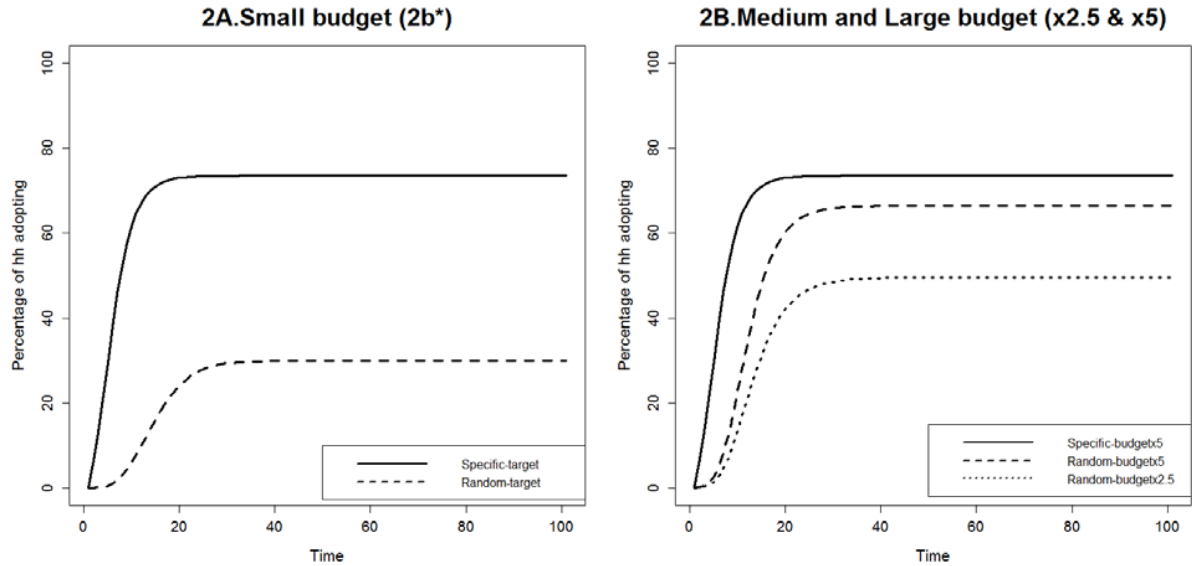 2A.Small budget (2b*)
Percentage of hh adopting
100
80
60
40
20
0
Specific-target
Random-target
0 20 40 60 80 100
Time
2B.Medium and Large budget (x2.5 & x5)
Percentage of hh adopting
100
80
60
40
20
0
Specific-budgetx5
Random-budgetx5
Random-budgetx2.5
0 20 40 60 80 100
Time